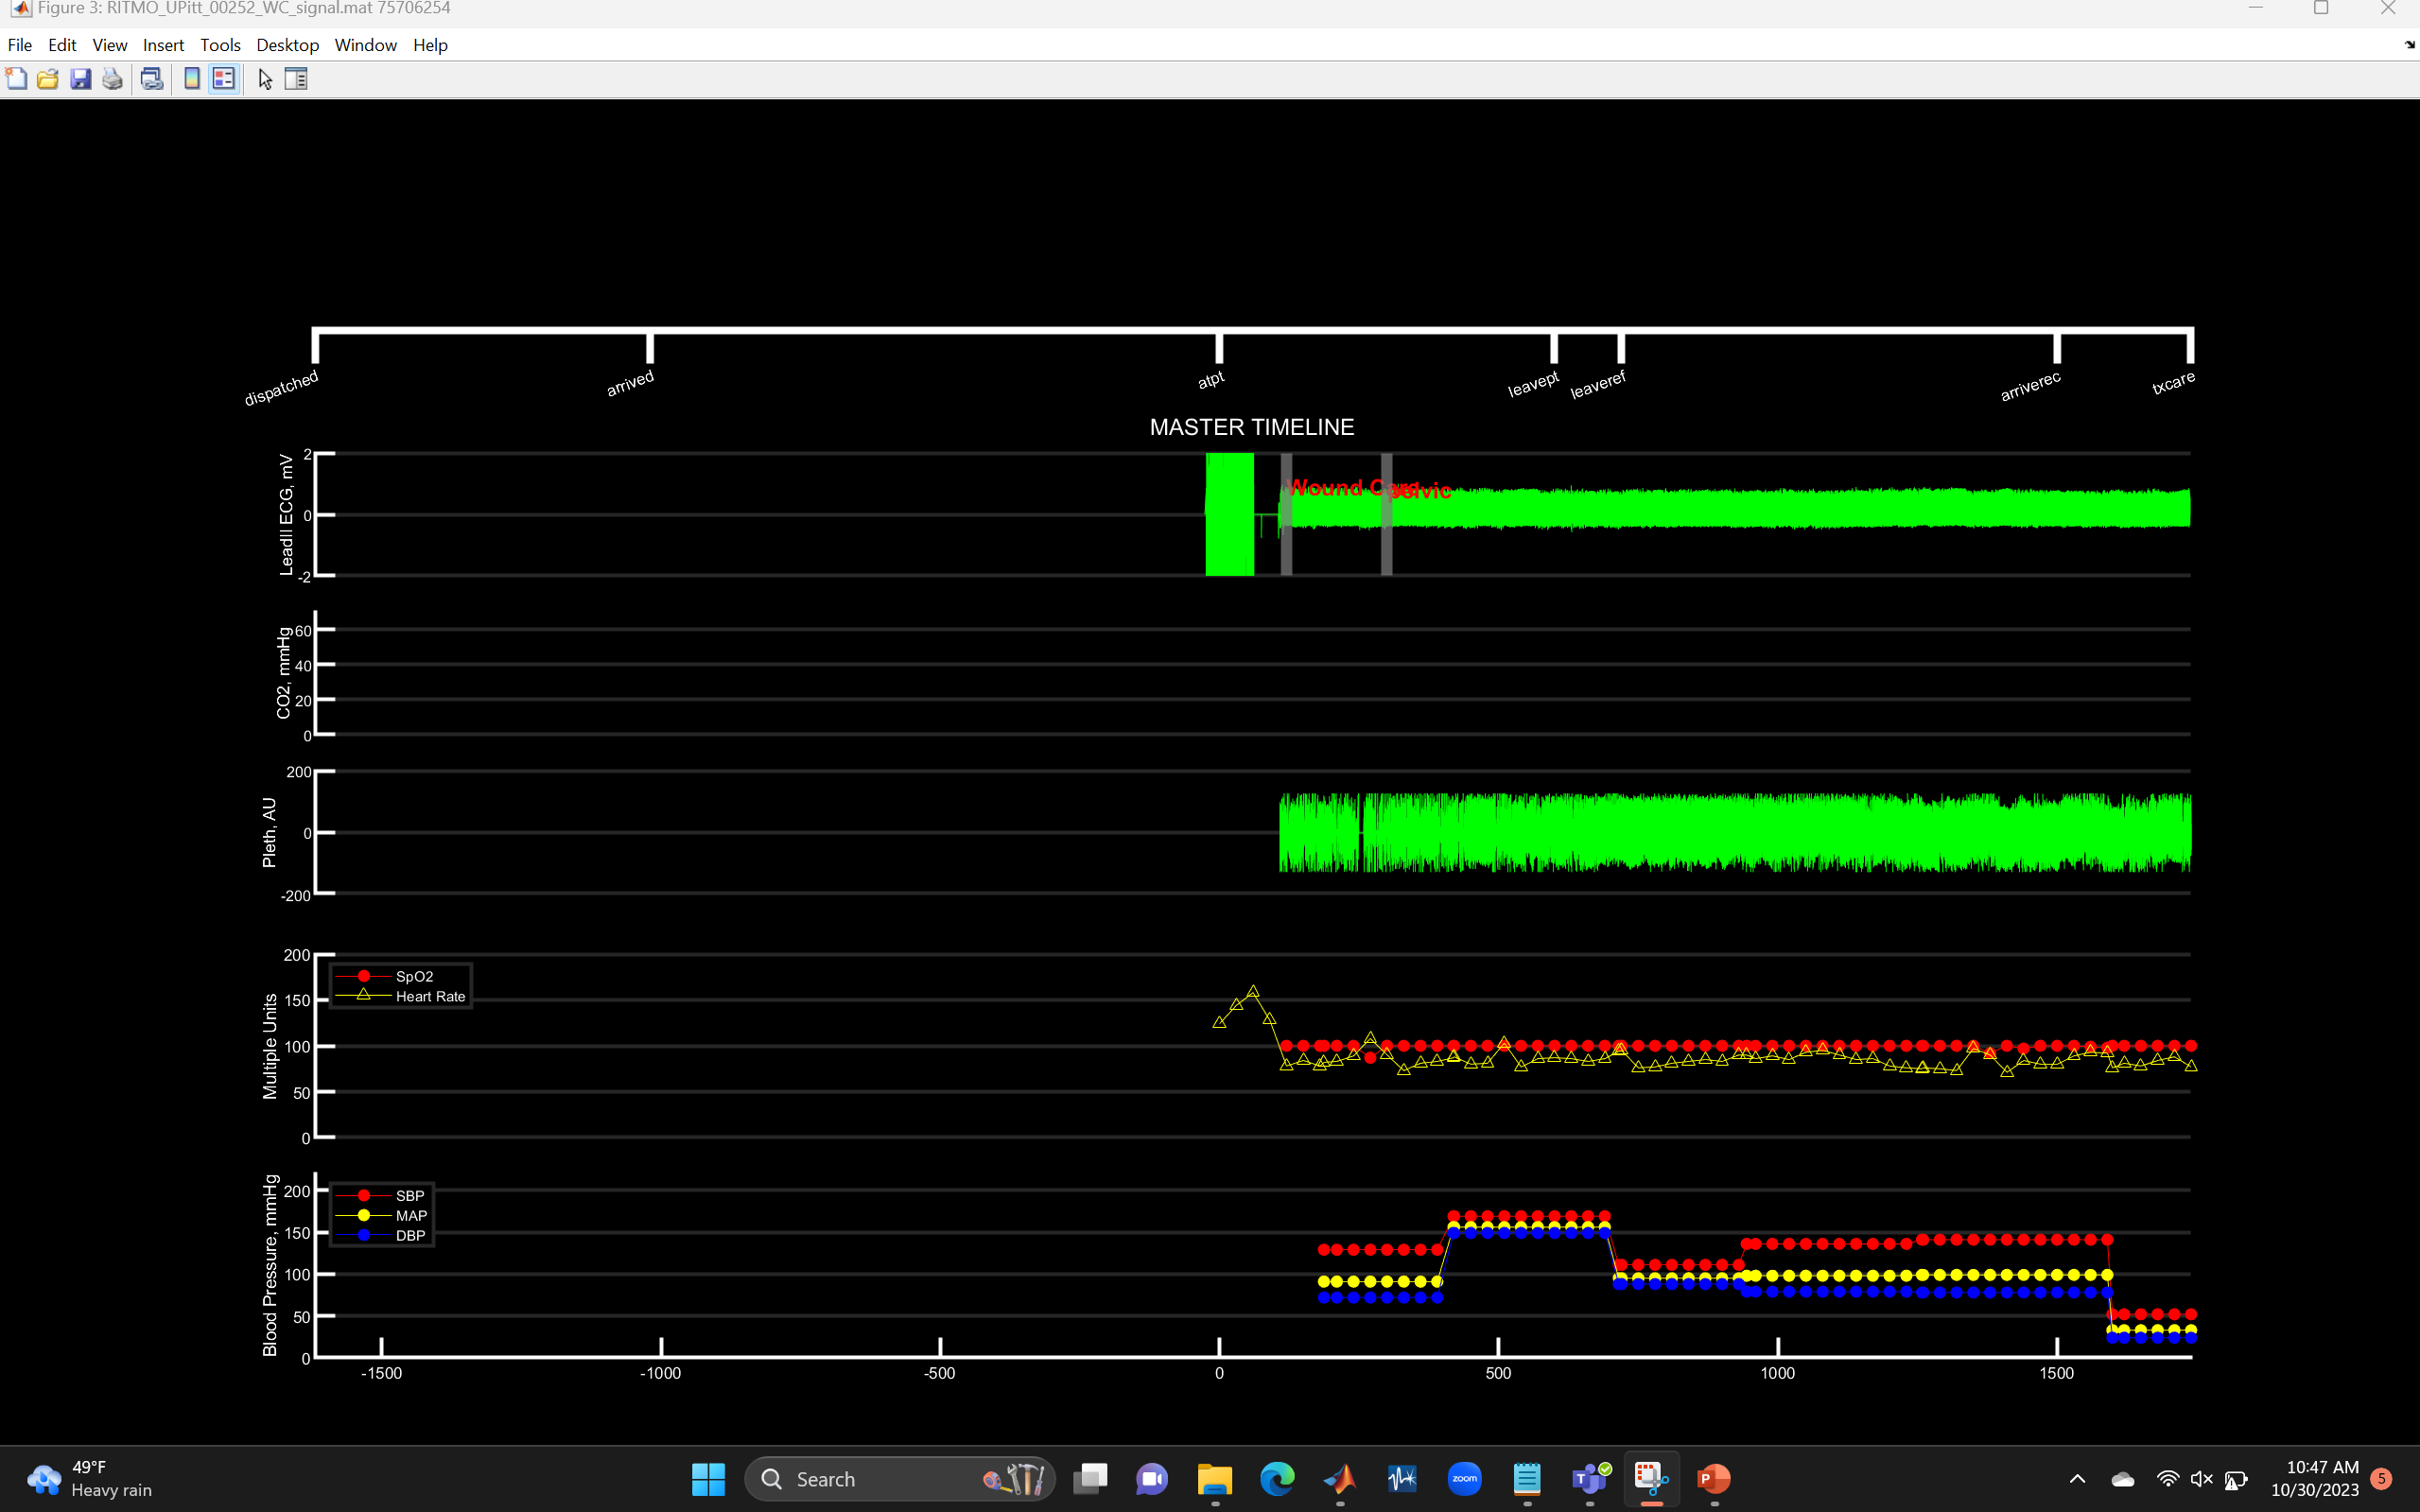 Figure 3: RITMO_UPitt_00252_WC_signal.mat 75706254
File Edit View Insert Tools Desktop Window Help
dispatched arrived atpt leavept leaveref arriverec txcare
MASTER TIMELINE
LeadII ECG, mV
2
0
-2
Wound Care
CO2, mmHg
60
40
20
0
Pleth, AU
200
0
-200
Multiple Units
200
150
100
50
0
SpO2
Heart Rate
Blood Pressure, mmHg
200
150
100
50
0
SBP
MAP
DBP
-1500 -1000 -500 0 500 1000 1500
49°F
Heavy rain
Search
zoom
10:47 AM
10/30/2023
5